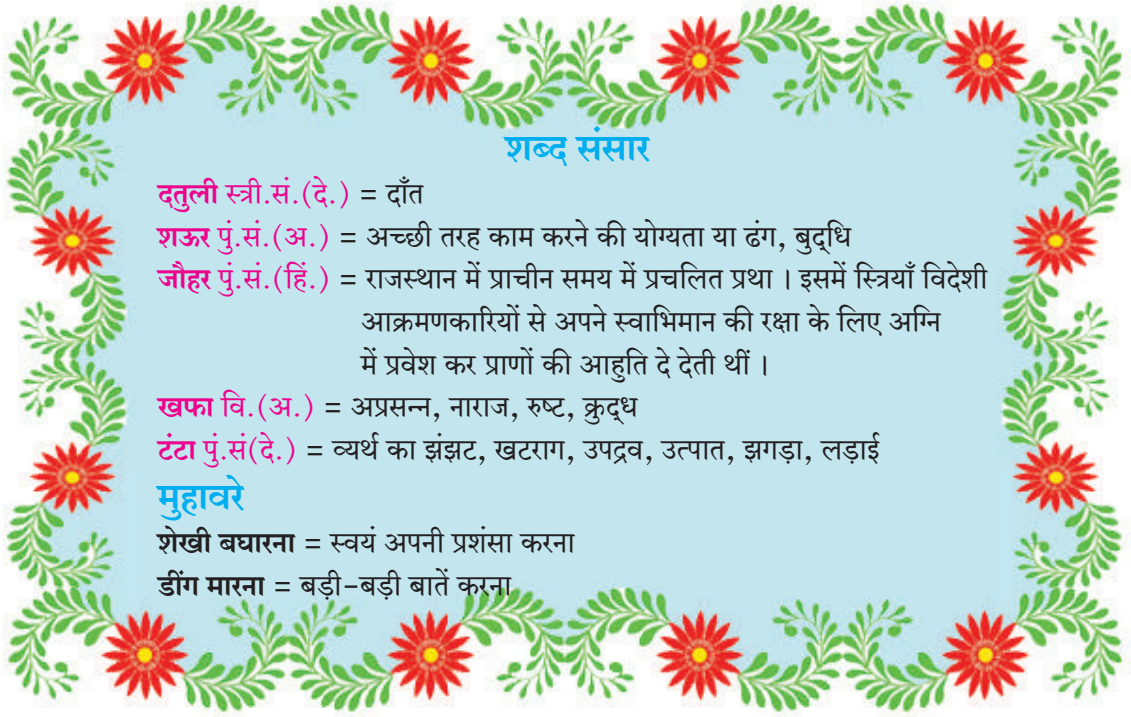 शब्द संसार
दतुली स्त्री.सं.(दे.) = दाँत
शऊर पुं.सं.(अ.) = अच्छी तरह काम करने की योग्यता या ढंग, बुद्‌धि
जौहर पुं.सं.(हिं.) = राजस्थान में प्राचीन समय में प्रचलित प्रथा । इसमें स्त्रियाँ विदेशी
आक्रमणकारियों से अपने स्वाभिमान की रक्षा के लिए अग्नि
में प्रवेश कर प्राणों की आहुति दे देती थीं ।
खफा वि.(अ.) = अप्रसन्न, नाराज, रुष्ट, क्रुद्‌ध
टंटा पुं.सं(दे.) = व्यर्थ का झंझट, खटराग, उपद्रव, उत्पात, झगड़ा, लड़ाई
मुहावरे
शेखी बघारना = स्वयं अपनी प्रशंसा करना
डींग मारना = बड़ी-बड़ी बातें करना